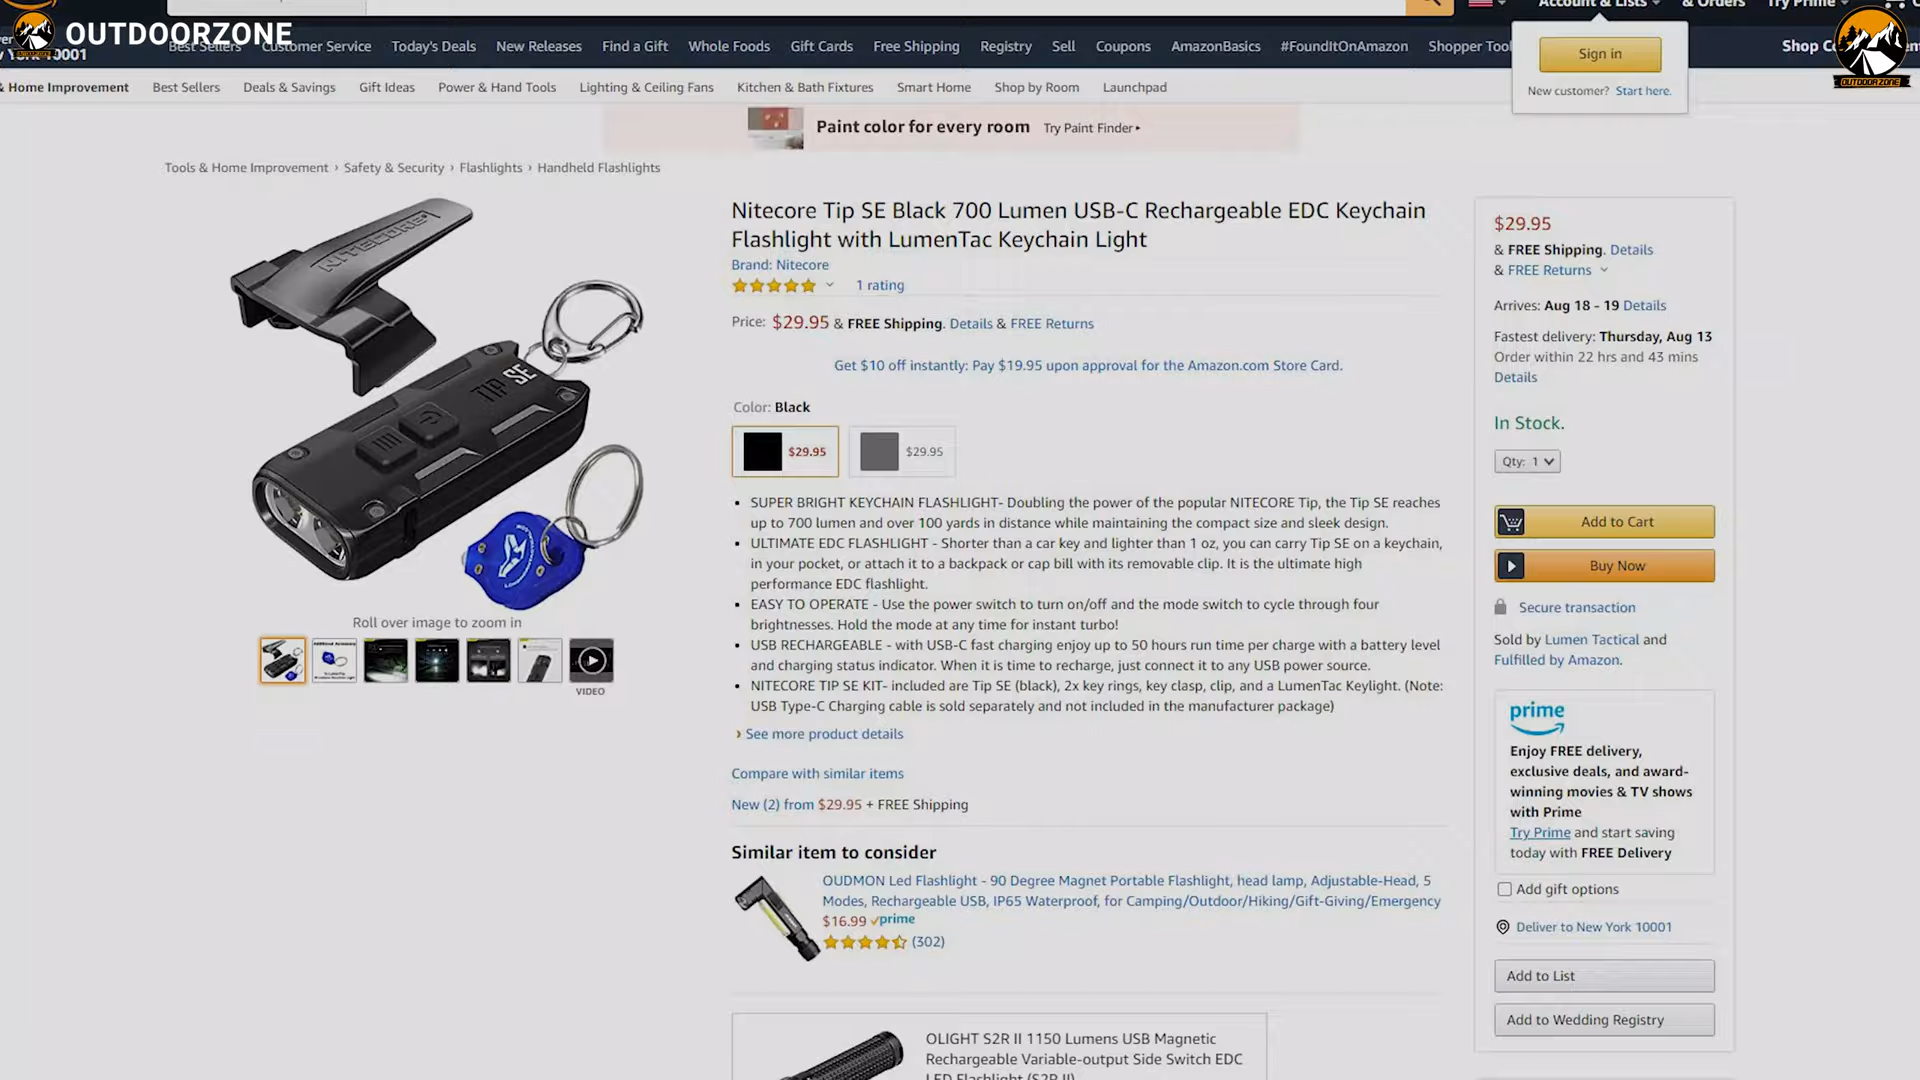 OUTDOORZONE
Account & Lists
& Orders
Try Prime
York 10001
Best Sellers
Customer Service
Today's Deals
New Releases
Find a Gift
Whole Foods
Gift Cards
Free Shipping
Registry
Sell
Coupons
AmazonBasics
#FoundItOnAmazon
Shopper Tool
Sign in
New customer? Start here.
Shop
OUTDOORZONE
& Home Improvement
Best Sellers
Deals & Savings
Gift Ideas
Power & Hand Tools
Lighting & Ceiling Fans
Kitchen & Bath Fixtures
Smart Home
Shop by Room
Launchpad
Paint color for every room Try Paint Finder▸
Tools & Home Improvement › Safety & Security › Flashlights › Handheld Flashlights
NITECORE
TIP SE
Roll over image to zoom in
VIDEO
Nitecore Tip SE Black 700 Lumen USB-C Rechargeable EDC Keychain
Flashlight with LumenTac Keychain Light
Brand: Nitecore
1 rating
Price: $29.95 & FREE Shipping. Details & FREE Returns
Get $10 off instantly: Pay $19.95 upon approval for the Amazon.com Store Card.
Color: Black
$29.95
$29.95
• SUPER BRIGHT KEYCHAIN FLASHLIGHT- Doubling the power of the popular NITECORE Tip, the Tip SE reaches
up to 700 lumen and over 100 yards in distance while maintaining the compact size and sleek design.
• ULTIMATE EDC FLASHLIGHT - Shorter than a car key and lighter than 1 oz, you can carry Tip SE on a keychain,
in your pocket, or attach it to a backpack or cap bill with its removable clip. It is the ultimate high
performance EDC flashlight.
• EASY TO OPERATE - Use the power switch to turn on/off and the mode switch to cycle through four
brightnesses. Hold the mode at any time for instant turbo!
• USB RECHARGEABLE - with USB-C fast charging enjoy up to 50 hours run time per charge with a battery level
and charging status indicator. When it is time to recharge, just connect it to any USB power source.
• NITECORE TIP SE KIT- included are Tip SE (black), 2x key rings, key clasp, clip, and a LumenTac Keylight. (Note:
USB Type-C Charging cable is sold separately and not included in the manufacturer package)
› See more product details
Compare with similar items
New (2) from $29.95 + FREE Shipping
Similar item to consider
OUDMON Led Flashlight - 90 Degree Magnet Portable Flashlight, head lamp, Adjustable-Head, 5
Modes, Rechargeable USB, IP65 Waterproof, for Camping/Outdoor/Hiking/Gift-Giving/Emergency
$16.99 prime
(302)
OLIGHT S2R II 1150 Lumens USB Magnetic
Rechargeable Variable-output Side Switch EDC
LED Flashlight (S2R II)
$29.95
& FREE Shipping. Details
& FREE Returns
Arrives: Aug 18 - 19 Details
Fastest delivery: Thursday, Aug 13
Order within 22 hrs and 43 mins
Details
In Stock.
Qty: 1
Add to Cart
Buy Now
Secure transaction
Sold by Lumen Tactical and
Fulfilled by Amazon.
prime
Enjoy FREE delivery,
exclusive deals, and award-
winning movies & TV shows
with Prime
Try Prime and start saving
today with FREE Delivery
Add gift options
Deliver to New York 10001
Add to List
Add to Wedding Registry